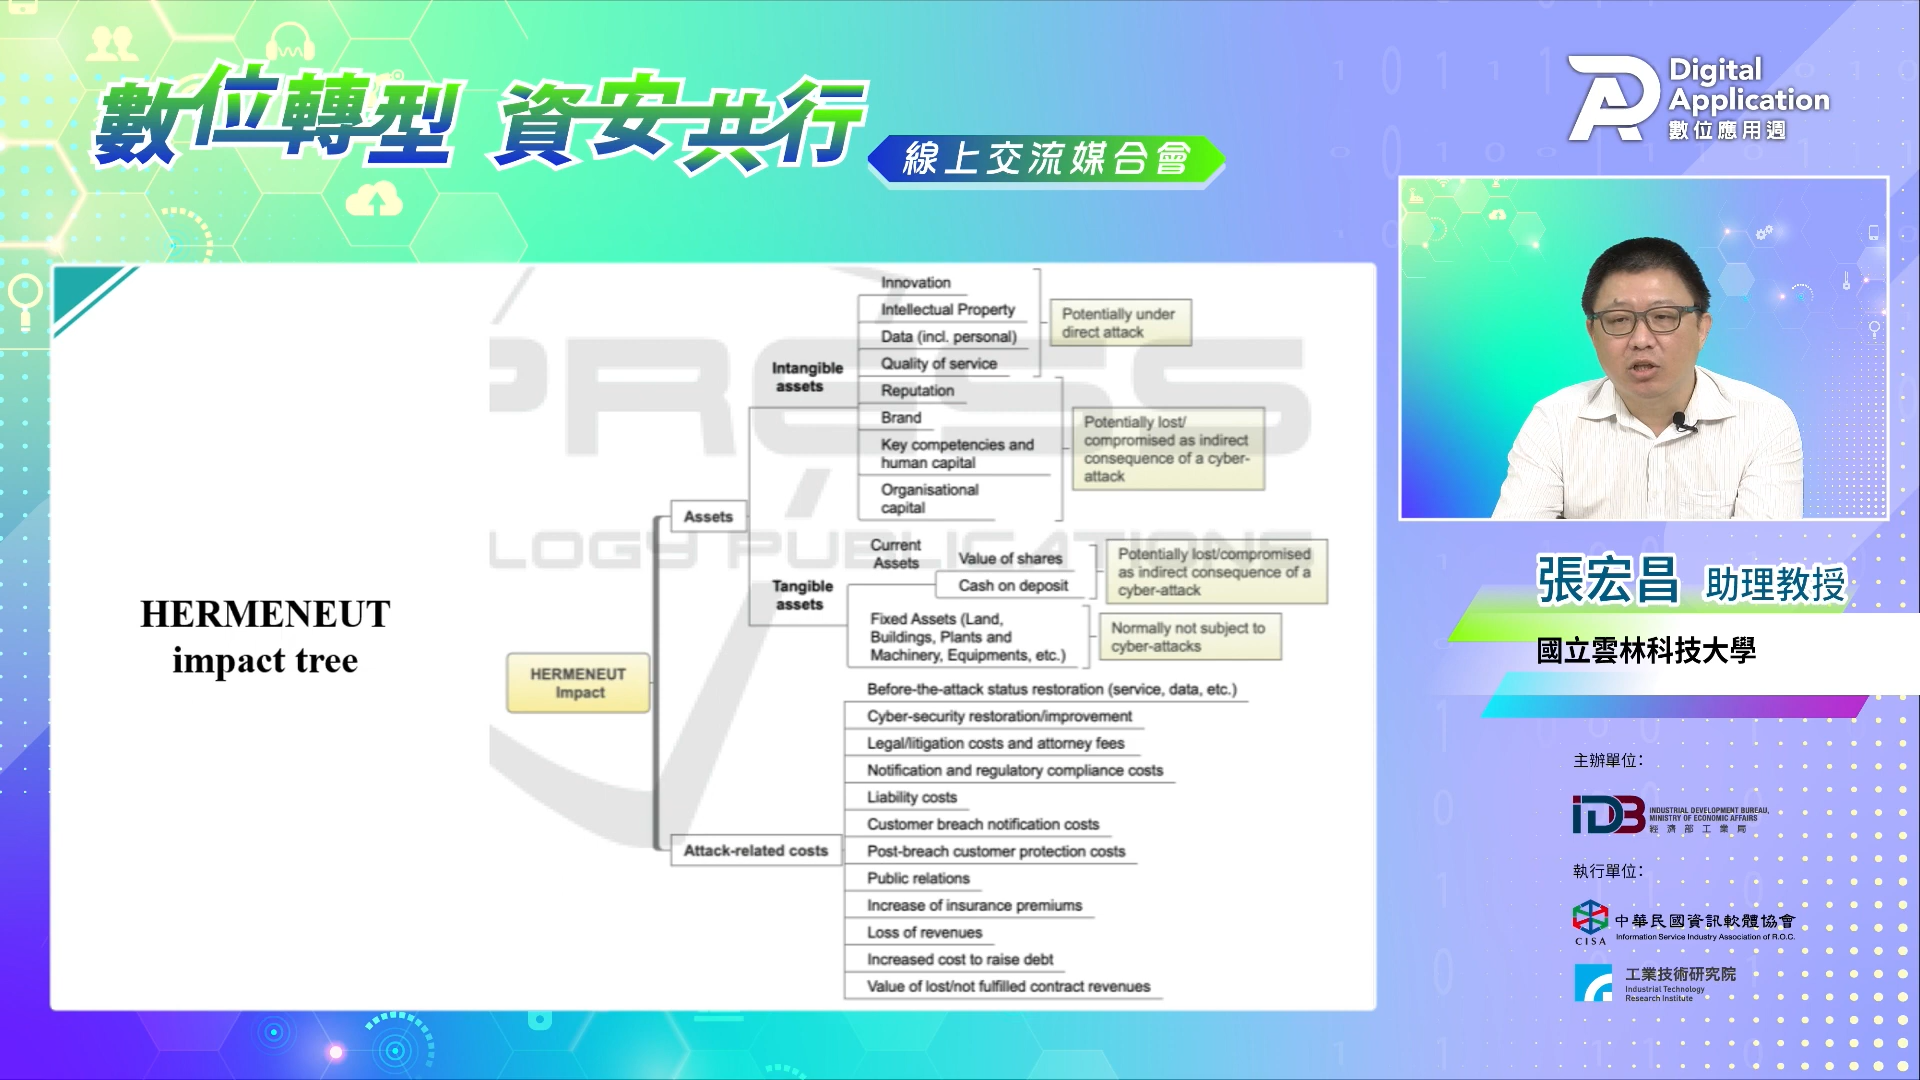 數位轉型 資安共行
線上交流媒合會
Digital
Application
數位應用週
HERMENEUT
impact tree
HERMENEUT
Impact
Assets
Intangible
assets
Innovation
Intellectual Property
Data (incl. personal)
Quality of service
Potentially under
direct attack
Reputation
Brand
Key competencies and
human capital
Organisational
capital
Potentially lost/
compromised as indirect
consequence of a cyber-
attack
Tangible
assets
Current
Assets
Value of shares
Cash on deposit
Potentially lost/compromised
as indirect consequence of a
cyber-attack
Fixed Assets (Land,
Buildings, Plants and
Machinery, Equipments, etc.)
Normally not subject to
cyber-attacks
Attack-related costs
Before-the-attack status restoration (service, data, etc.)
Cyber-security restoration/improvement
Legal/litigation costs and attorney fees
Notification and regulatory compliance costs
Liability costs
Customer breach notification costs
Post-breach customer protection costs
Public relations
Increase of insurance premiums
Loss of revenues
Increased cost to raise debt
Value of lost/not fulfilled contract revenues
PRESS
LOGY PUBLICATIONS
張宏昌 助理教授
國立雲林科技大學
主辦單位：
IDB
INDUSTRIAL DEVELOPMENT BUREAU,
MINISTRY OF ECONOMIC AFFAIRS
經濟部工業局
執行單位：
CISA
中華民國資訊軟體協會
Information Service Industry Association of R.O.C.
工業技術研究院
Industrial Technology
Research Institute